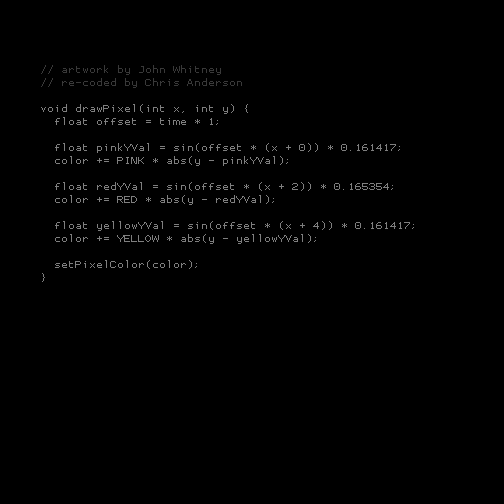 // artwork by John Whitney
// re-coded by Chris Anderson
void drawPixel(int x, int y) {
float offset = time * 1;
float pinkYVal = sin(offset * (x + 0)) * 0.161417;
color += PINK * abs(y - pinkYVal);
float redYVal = sin(offset * (x + 2)) * 0.165354;
color += RED * abs(y - redYVal);
float yellowYVal = sin(offset * (x + 4)) * 0.161417;
color += YELLOW * abs(y - yellowYVal);
setPixelColor(color);
}